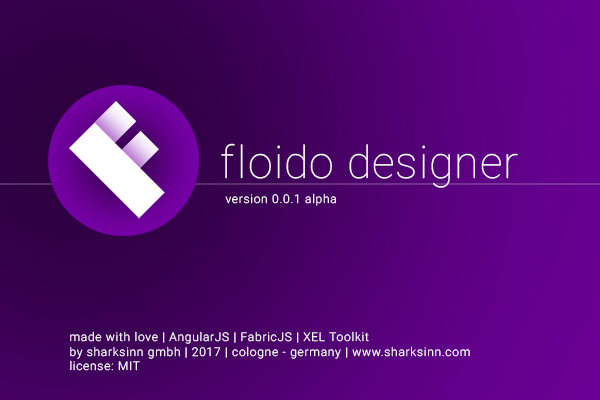 floido designer
version 0.0.1 alpha
made with love | AngularJS | FabricJS | XEL Toolkit
by sharksinn gmbh | 2017 | cologne - germany | www.sharksinn.com
license: MIT